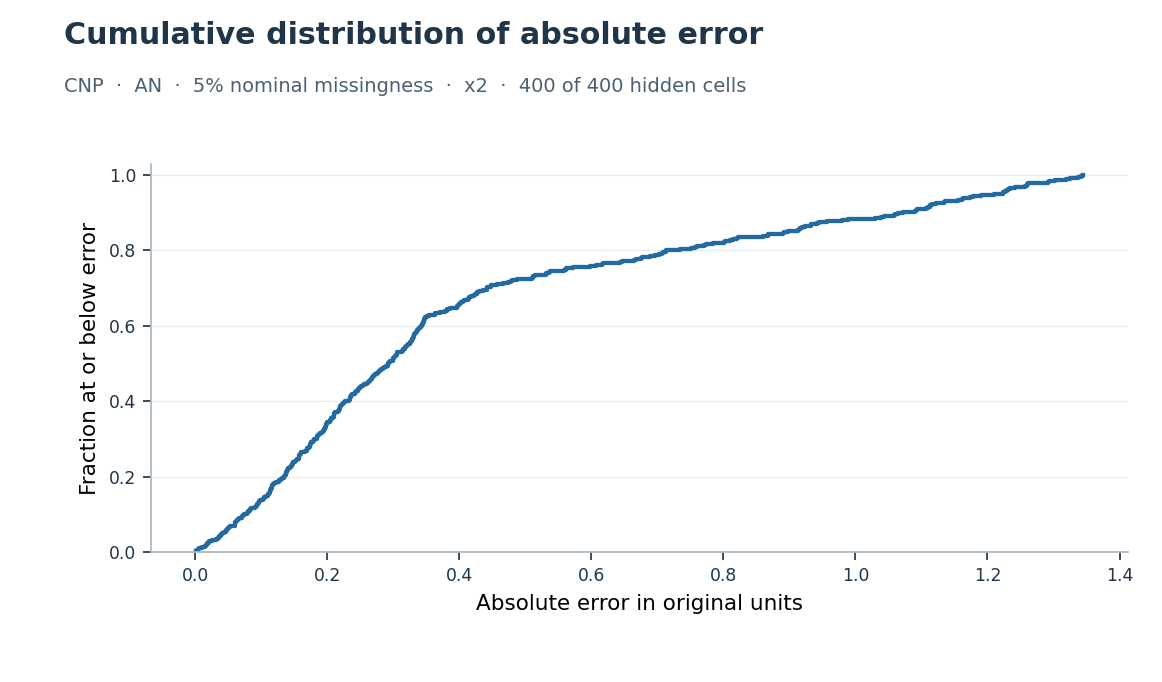 Cumulative distribution of absolute error
CNP · AN · 5% nominal missingness · x2 · 400 of 400 hidden cells
Fraction at or below error
1.0
0.8
0.6
0.4
0.2
0.0
0.0 0.2 0.4 0.6 0.8 1.0 1.2 1.4
Absolute error in original units